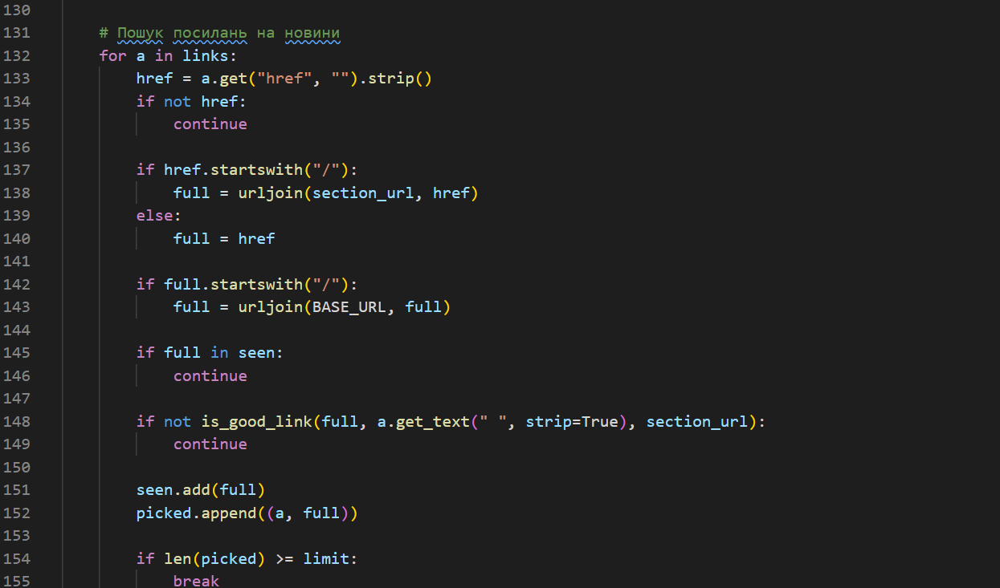 130
131 # Пошук посилань на новини
132 for a in links:
133 href = a.get("href", "").strip()
134 if not href:
135 continue
136
137 if href.startswith("/"):
138 full = urljoin(section_url, href)
139 else:
140 full = href
141
142 if full.startswith("/"):
143 full = urljoin(BASE_URL, full)
144
145 if full in seen:
146 continue
147
148 if not is_good_link(full, a.get_text(" ", strip=True), section_url):
149 continue
150
151 seen.add(full)
152 picked.append((a, full))
153
154 if len(picked) >= limit:
155 break